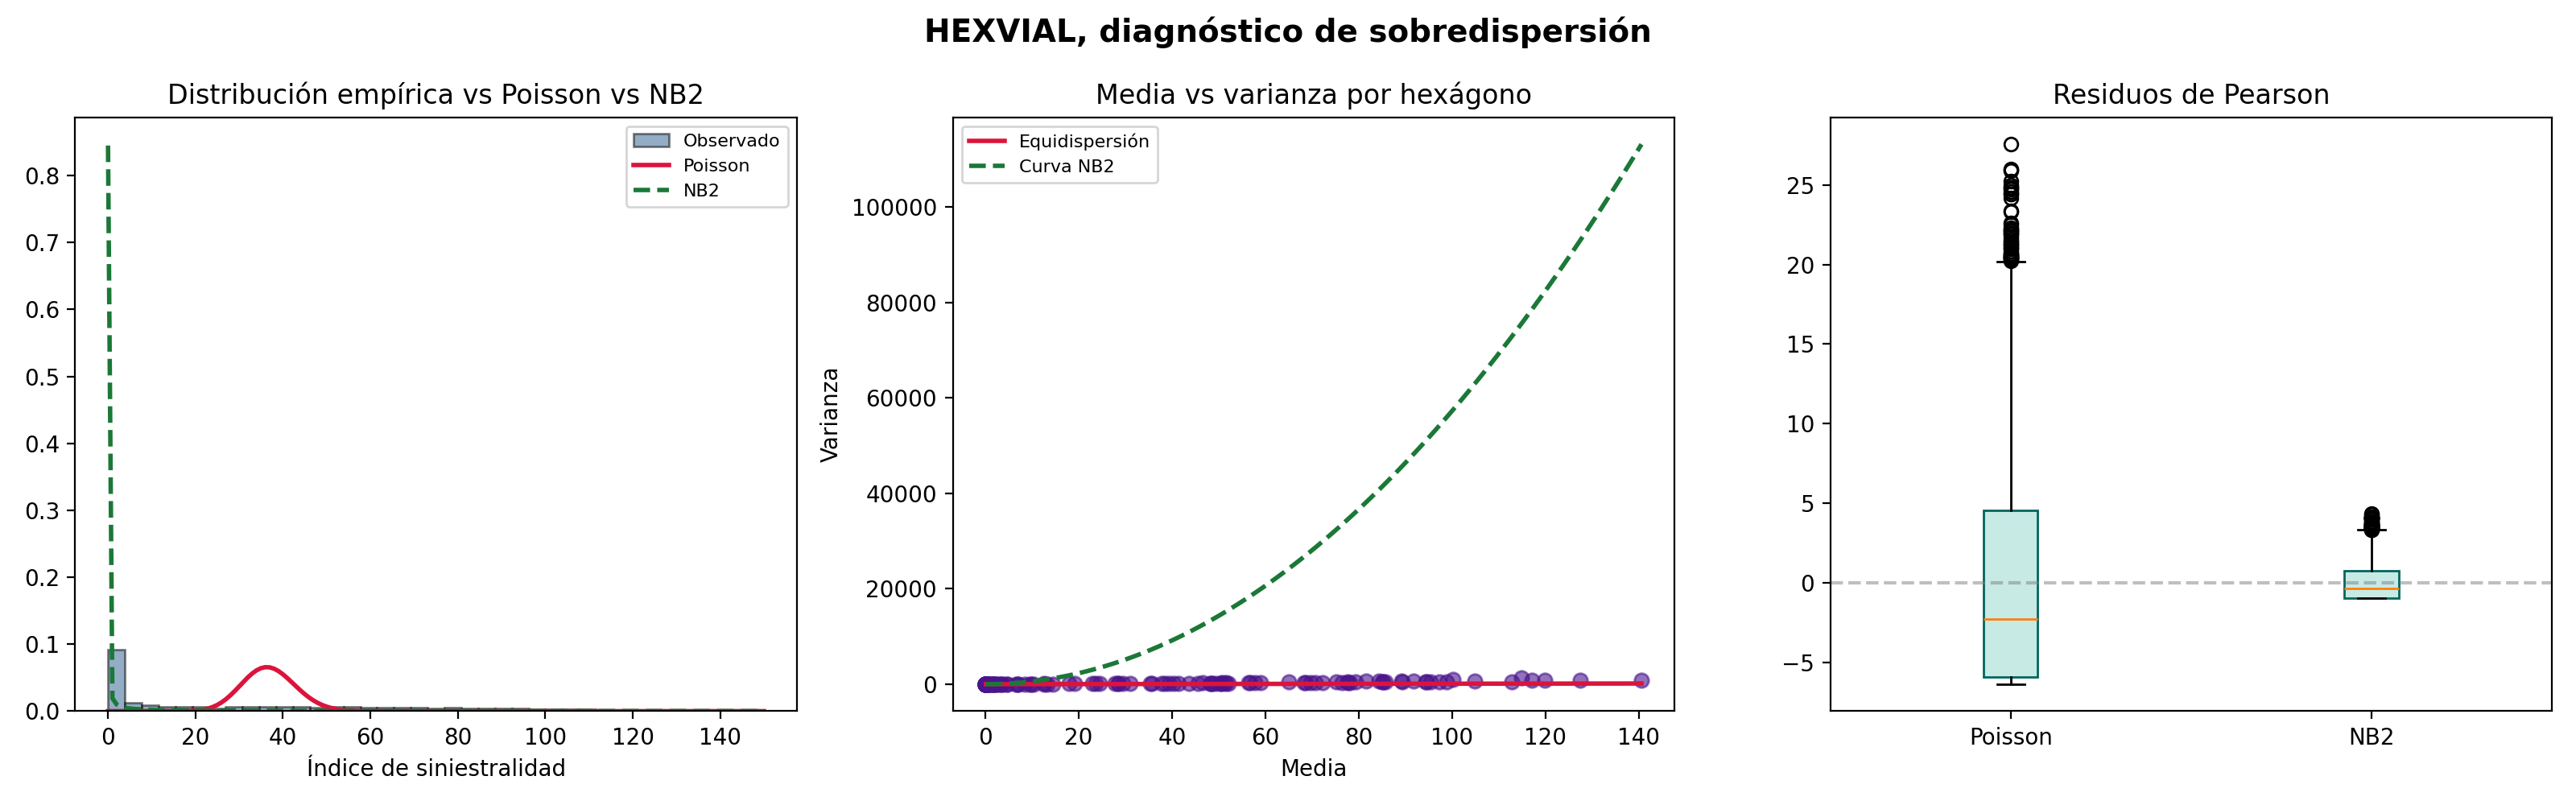 HEXVIAL, diagnóstico de sobredispersión
Distribución empírica vs Poisson vs NB2
0.8
0.7
0.6
0.5
0.4
0.3
0.2
0.1
0.0
Observado
Poisson
NB2
0 20 40 60 80 100 120 140
Índice de siniestralidad
Media vs varianza por hexágono
Varianza
100000
80000
60000
40000
20000
0
Equidispersión
Curva NB2
0 20 40 60 80 100 120 140
Media
Residuos de Pearson
25
20
15
10
5
0
−5
Poisson NB2